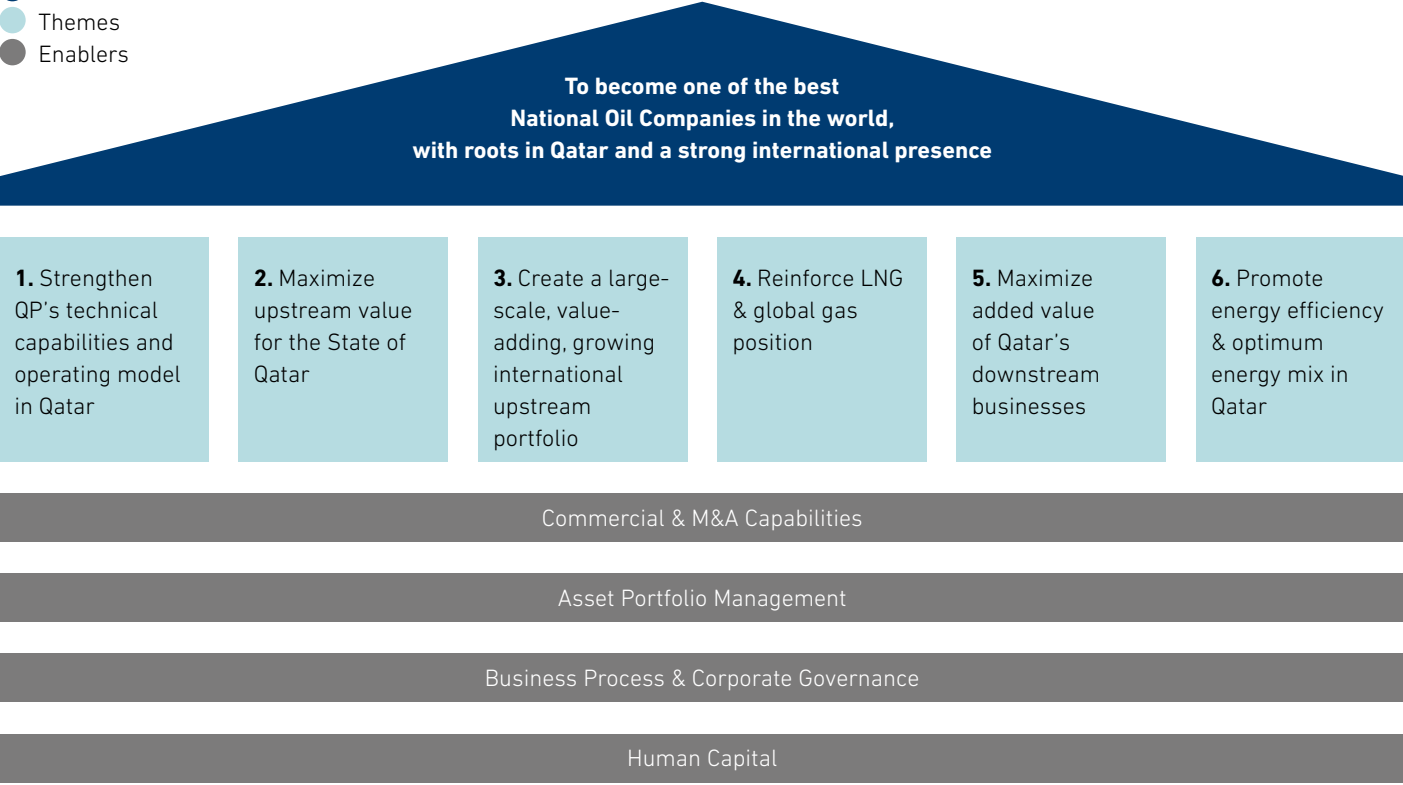 Themes
Enablers
To become one of the best
National Oil Companies in the world,
with roots in Qatar and a strong international presence
1. Strengthen
QP's technical
capabilities and
operating model
in Qatar
2. Maximize
upstream value
for the State of
Qatar
3. Create a large-
scale, value-
adding, growing
international
upstream
portfolio
4. Reinforce LNG
& global gas
position
5. Maximize
added value
of Qatar's
downstream
businesses
6. Promote
energy efficiency
& optimum
energy mix in
Qatar
Commercial & M&A Capabilities
Asset Portfolio Management
Business Process & Corporate Governance
Human Capital